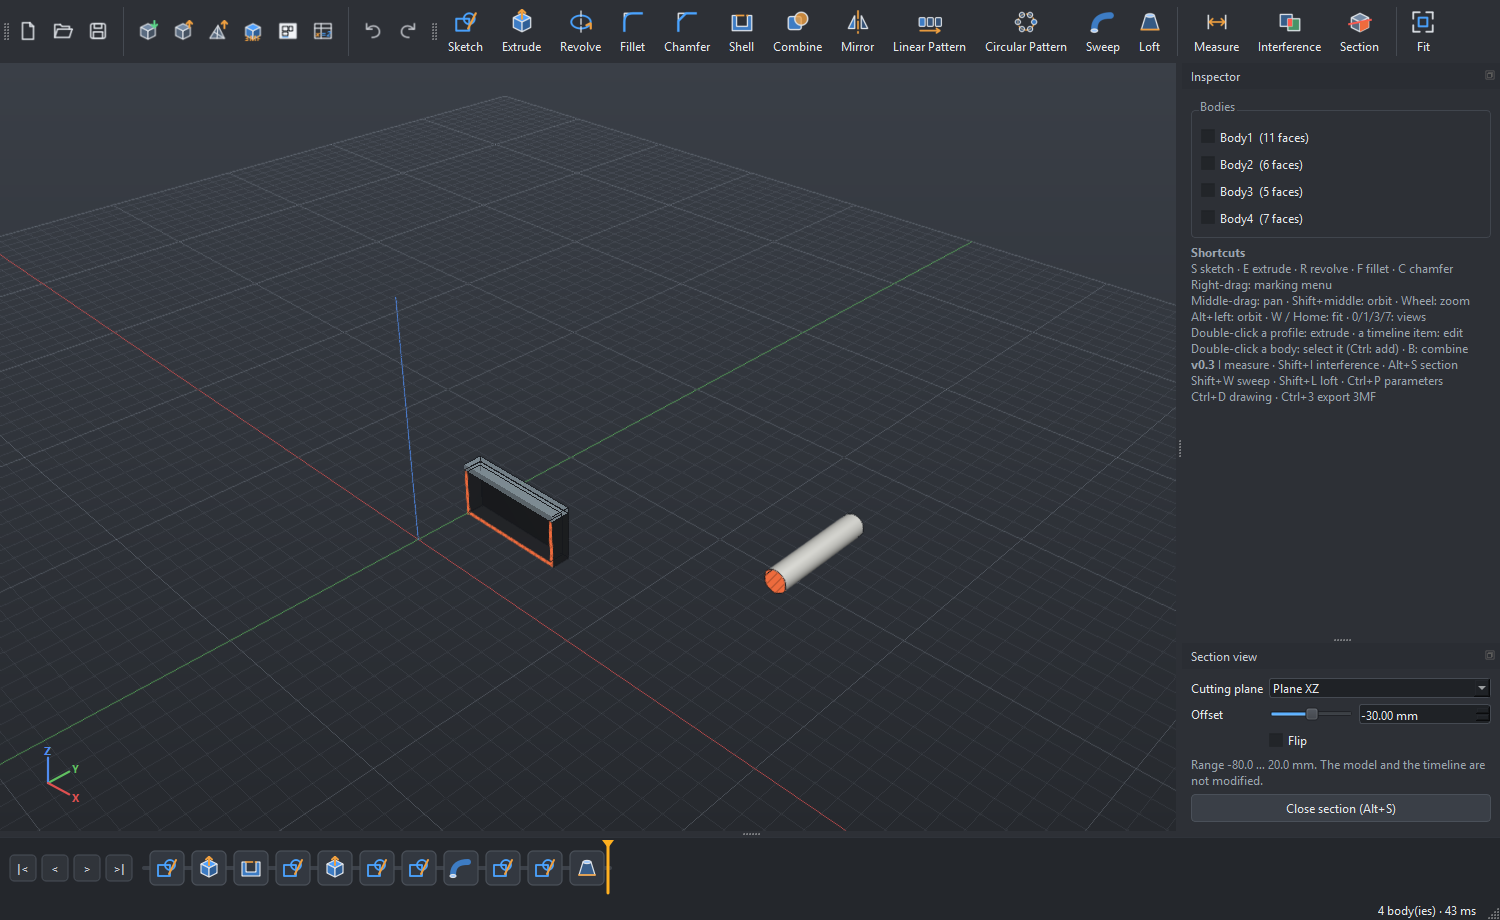 Sketch
Extrude
Revolve
Fillet
Chamfer
Shell
Combine
Mirror
Linear Pattern
Circular Pattern
Sweep
Loft
Measure
Interference
Section
Fit
Inspector
Bodies
Body1 (11 faces)
Body2 (6 faces)
Body3 (5 faces)
Body4 (7 faces)
Shortcuts
S sketch · E extrude · R revolve · F fillet · C chamfer
Right-drag: marking menu
Middle-drag: pan · Shift+middle: orbit · Wheel: zoom
Alt+left: orbit · W / Home: fit · 0/1/3/7: views
Double-click a profile: extrude · a timeline item: edit
Double-click a body: select it (Ctrl: add) · B: combine
v0.3 I measure · Shift+I interference · Alt+S section
Shift+W sweep · Shift+L loft · Ctrl+P parameters
Ctrl+D drawing · Ctrl+3 export 3MF
Z
Y
X
Section view
Cutting plane Plane XZ
Offset -30.00 mm
Flip
Range -80.0 ... 20.0 mm. The model and the timeline are
not modified.
Close section (Alt+S)
|< < > >|
4 body(ies) · 43 ms